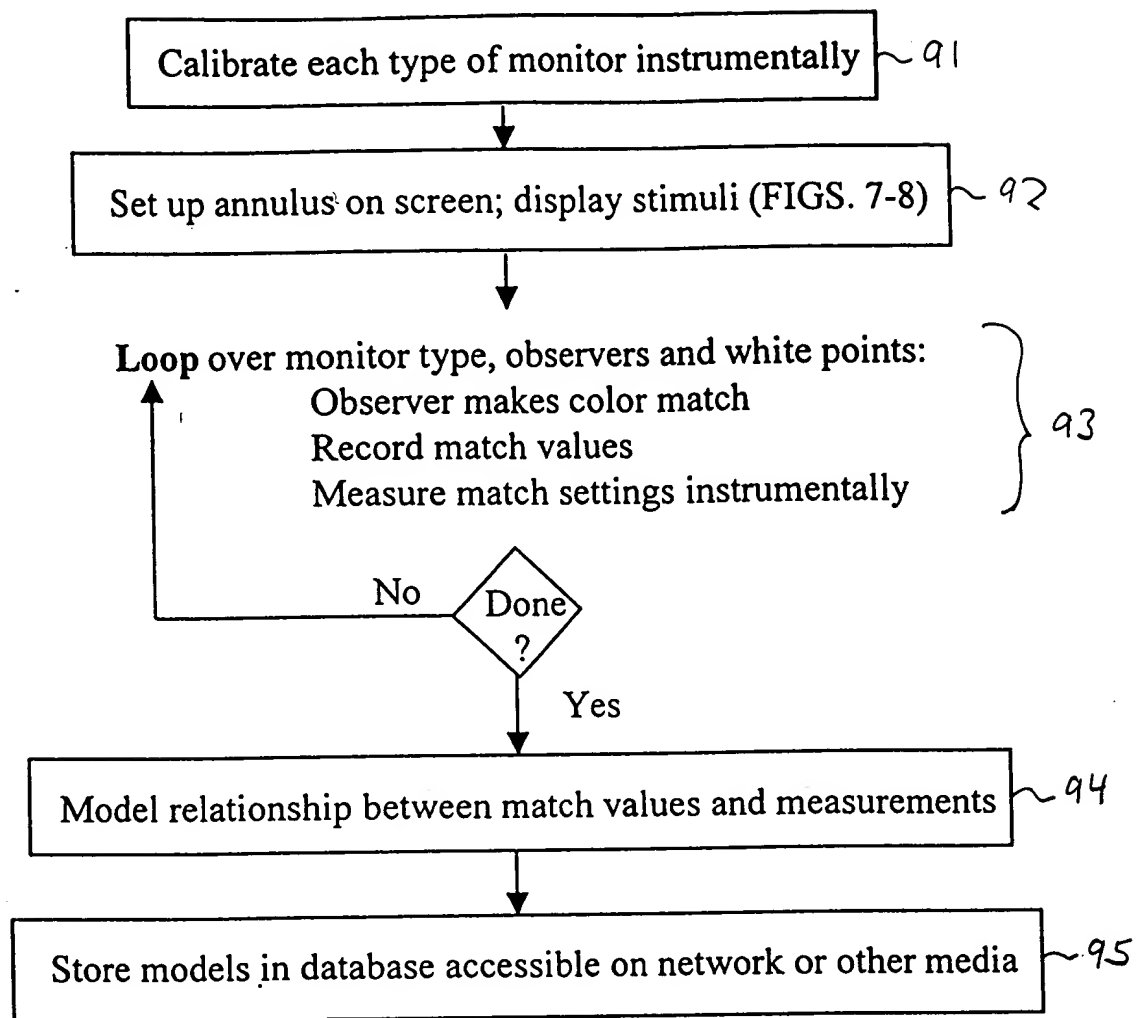 Calibrate each type of monitor instrumentally 91
Set up annulus on screen; display stimuli (FIGS. 7-8) 92
Loop over monitor type, observers and white points:
Observer makes color match
Record match values
Measure match settings instrumentally
93
No
Done
?
Yes
Model relationship between match values and measurements 94
Store models in database accessible on network or other media 95